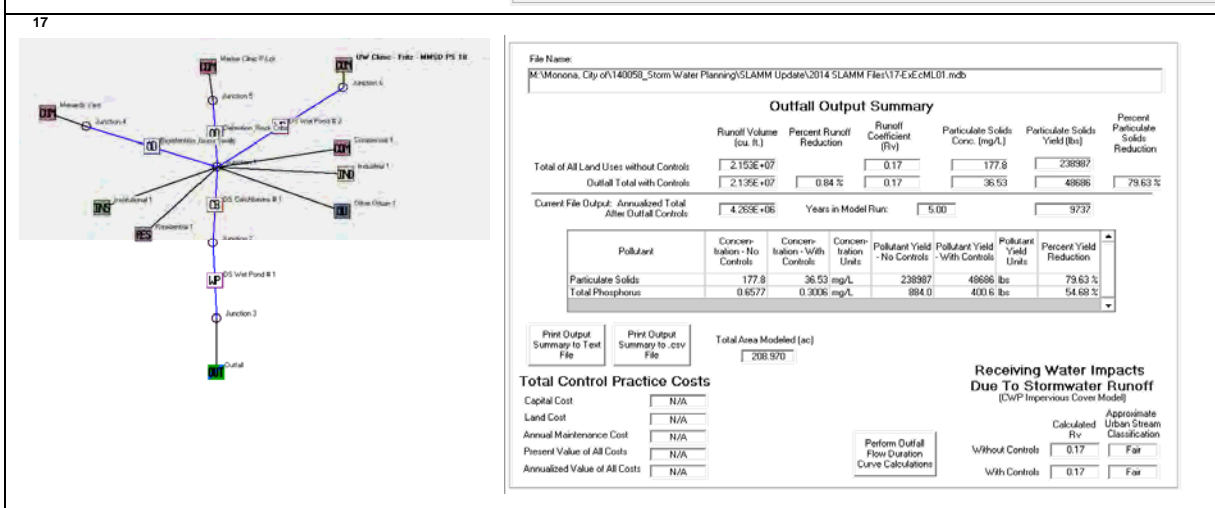 17
Junction 5
Junction 6
Junction 4
DS Wet Pond # 2
Commercial 1
Industrial 1
Institutional 1
Residential 1
DS Catchbasins # 1
Other Urban 1
Junction 2
DS Wet Pond # 1
Junction 3
Outfall
COM
COM
COM
COM
IND
INS
RES
OU
CB
WP
OUT
File Name:
M:\Monona, City of\140058_Storm Water Planning\SLAMM Update\2014 SLAMM Files\17-ExEcML01.mdb
Outfall Output Summary
Runoff Volume (cu. ft.)
Percent Runoff Reduction
Runoff Coefficient (Rv)
Particulate Solids Conc. (mg/L)
Particulate Solids Yield (lbs)
Percent Particulate Solids Reduction
Total of All Land Uses without Controls 2.153E+07 0.17 177.8 238987
Outfall Total with Controls 2.135E+07 0.84 % 0.17 36.53 48686 79.63 %
Current File Output: Annualized Total After Outfall Controls 4.269E+06 Years in Model Run: 5.00 9737
Pollutant
Concen-tration - No Controls
Concen-tration - With Controls
Concen-tration Units
Pollutant Yield - No Controls
Pollutant Yield - With Controls
Pollutant Yield Units
Percent Yield Reduction
Particulate Solids 177.8 36.53 mg/L 238987 48686 lbs 79.63 %
Total Phosphorus 0.6577 0.3006 mg/L 884.0 400.6 lbs 54.68 %
Print Output Summary to Text File
Print Output Summary to .csv File
Total Area Modeled (ac)
208.970
Total Control Practice Costs
Capital Cost N/A
Land Cost N/A
Annual Maintenance Cost N/A
Present Value of All Costs N/A
Annualized Value of All Costs N/A
Perform Outfall Flow Duration Curve Calculations
Receiving Water Impacts
Due To Stormwater Runoff
(CWP Impervious Cover Model)
Calculated Rv
Approximate Urban Stream Classification
Without Controls 0.17 Fair
With Controls 0.17 Fair